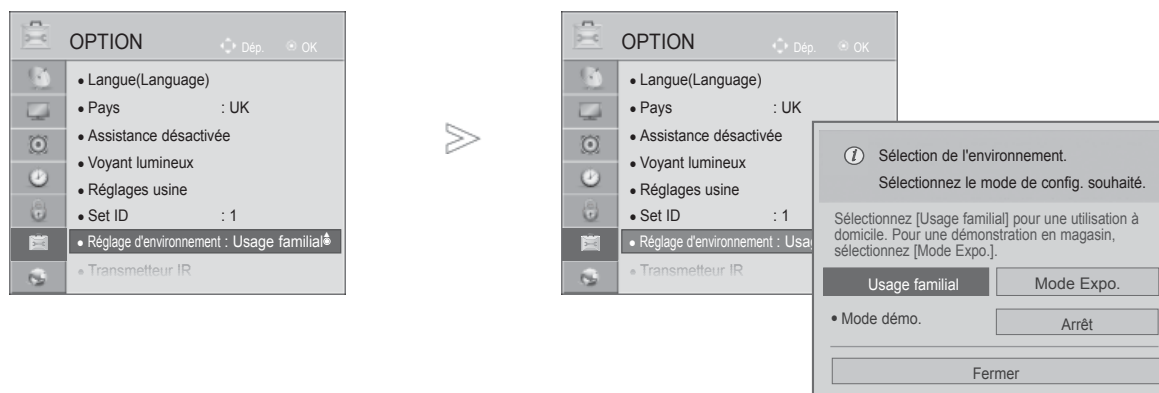 OPTION
Dép. OK
• Langue(Language)
• Pays : UK
• Assistance désactivée
• Voyant lumineux
• Réglages usine
• Set ID : 1
• Réglage d'environnement : Usage familial
• Transmetteur IR
OPTION
Dép. OK
• Langue(Language)
• Pays : UK
• Assistance désactivée
• Voyant lumineux
• Réglages usine
• Set ID : 1
• Réglage d'environnement : Usa
• Transmetteur IR
Sélection de l'environnement.
Sélectionnez le mode de config. souhaité.
Sélectionnez [Usage familial] pour une utilisation à
domicile. Pour une démonstration en magasin,
sélectionnez [Mode Expo.].
Usage familial Mode Expo.
• Mode démo. Arrêt
Fermer